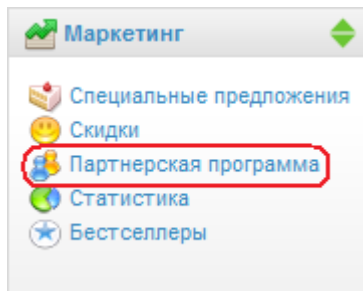 Маркетинг
Специальные предложения
Скидки
Партнерская программа
Статистика
Бестселлеры